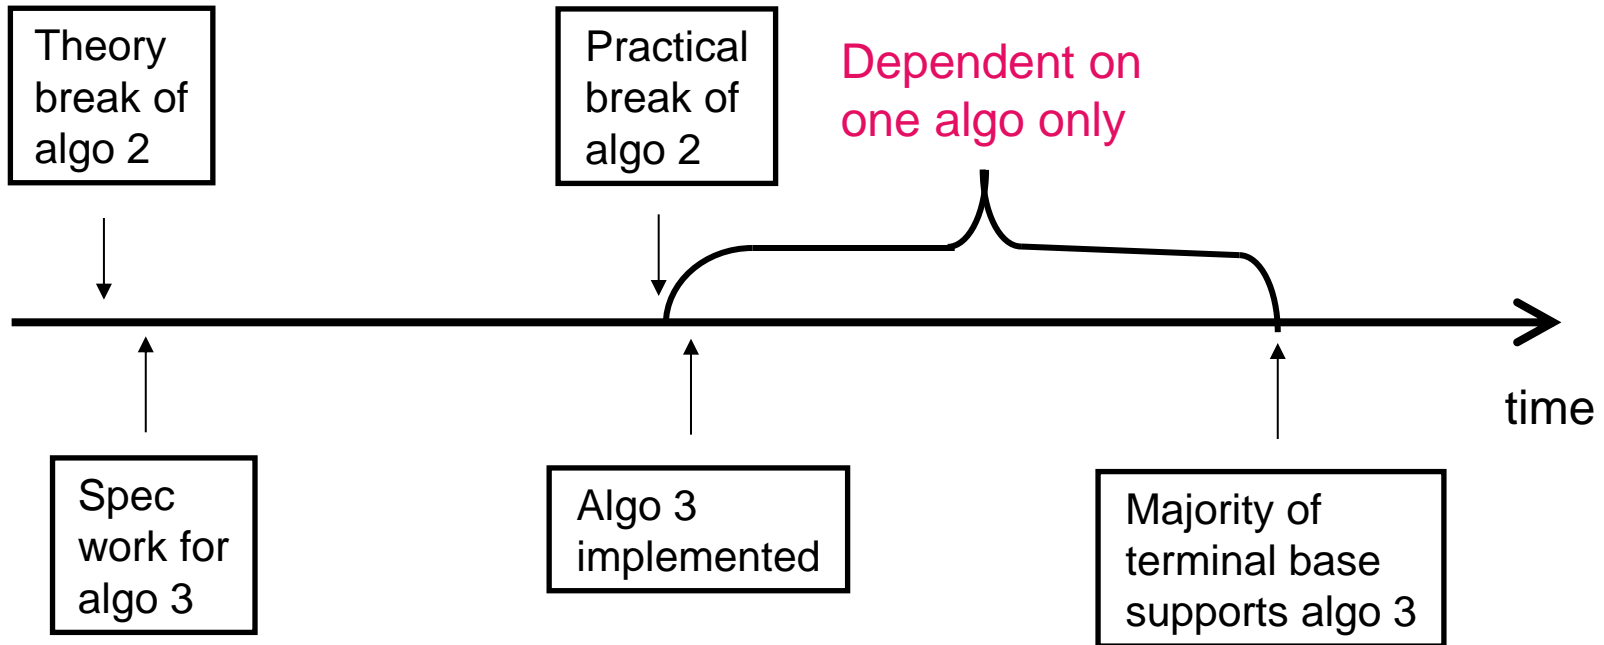 Theory
break of
algo 2
Practical
break of
algo 2
Dependent on
one algo only
time
Spec
work for
algo 3
Algo 3
implemented
Majority of
terminal base
supports algo 3